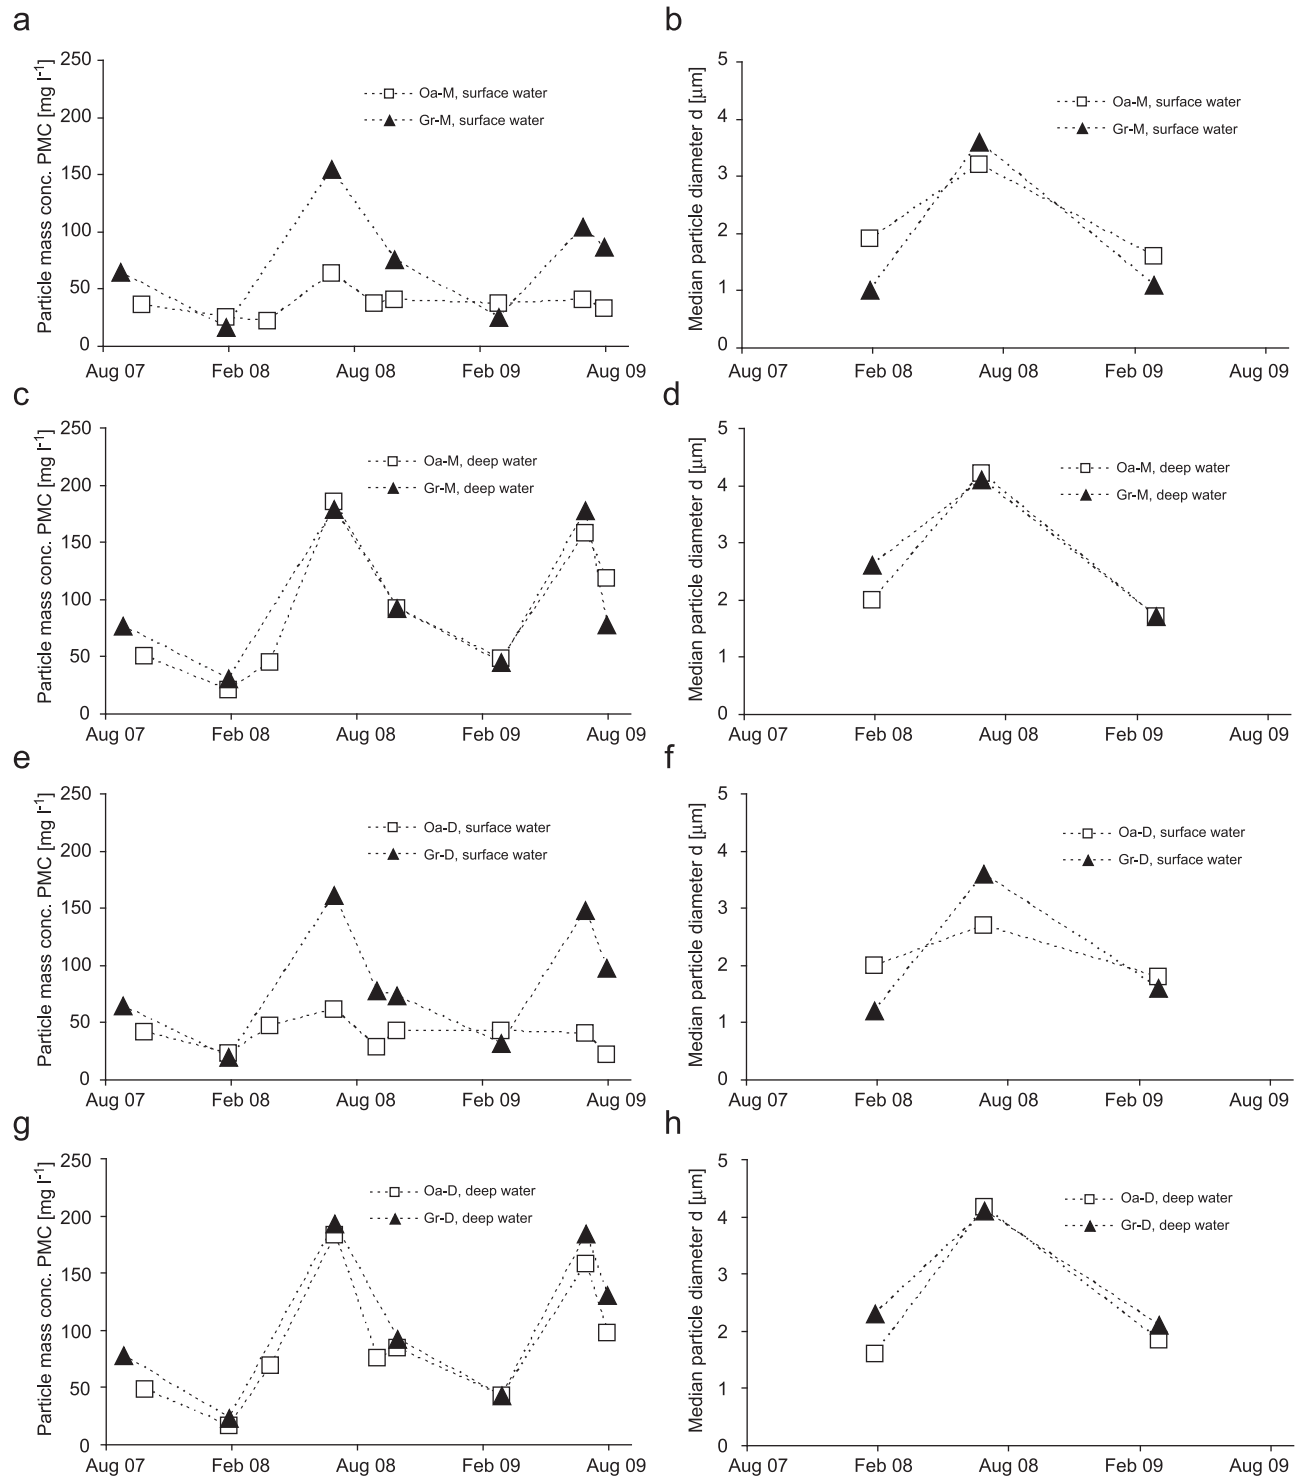 a
Particle mass conc. PMC [mg l-1]
250
200
150
100
50
0
Oa-M, surface water
Gr-M, surface water
Aug 07 Feb 08 Aug 08 Feb 09 Aug 09
b
Median particle diameter d [µm]
5
4
3
2
1
0
Oa-M, surface water
Gr-M, surface water
Aug 07 Feb 08 Aug 08 Feb 09 Aug 09
c
Particle mass conc. PMC [mg l-1]
250
200
150
100
50
0
Oa-M, deep water
Gr-M, deep water
Aug 07 Feb 08 Aug 08 Feb 09 Aug 09
d
Median particle diameter d [µm]
5
4
3
2
1
0
Oa-M, deep water
Gr-M, deep water
Aug 07 Feb 08 Aug 08 Feb 09 Aug 09
e
Particle mass conc. PMC [mg l-1]
250
200
150
100
50
0
Oa-D, surface water
Gr-D, surface water
Aug 07 Feb 08 Aug 08 Feb 09 Aug 09
f
Median particle diameter d [µm]
5
4
3
2
1
0
Oa-D, surface water
Gr-D, surface water
Aug 07 Feb 08 Aug 08 Feb 09 Aug 09
g
Particle mass conc. PMC [mg l-1]
250
200
150
100
50
0
Oa-D, deep water
Gr-D, deep water
Aug 07 Feb 08 Aug 08 Feb 09 Aug 09
h
Median particle diameter d [µm]
5
4
3
2
1
0
Oa-D, deep water
Gr-D, deep water
Aug 07 Feb 08 Aug 08 Feb 09 Aug 09